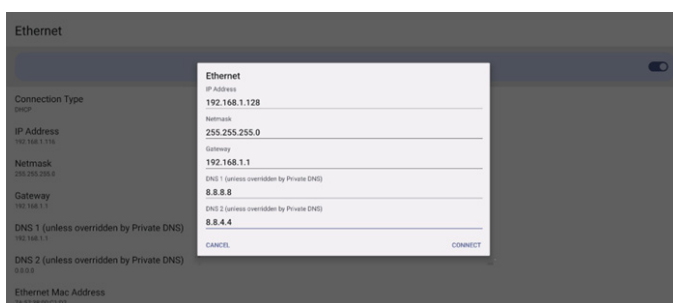 Ethernet
Connection Type
DHCP
IP Address
192.168.1.116
Netmask
255.255.255.0
Gateway
192.168.1.1
DNS 1 (unless overridden by Private DNS)
192.168.1.1
DNS 2 (unless overridden by Private DNS)
0.0.0.0
Ethernet Mac Address
Ethernet
IP Address
192.168.1.128
Netmask
255.255.255.0
Gateway
192.168.1.1
DNS 1 (unless overridden by Private DNS)
8.8.8.8
DNS 2 (unless overridden by Private DNS)
8.8.4.4
CANCEL
CONNECT